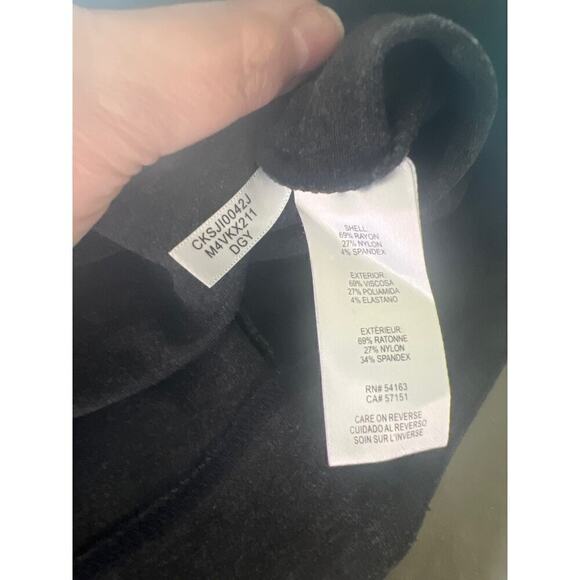 CKSJI0042J
M4VKX211
DGY
SHELL:
69% RAYON
27% NYLON
4% SPANDEX
EXTERIOR:
69% VISCOSA
27% POLIAMIDA
4% ELASTANO
EXTÉRIEUR:
69% RATONNE
27% NYLON
34% SPANDEX
RN# 54163
CA# 57151
CARE ON REVERSE
CUIDADO AL REVERSO
SOIN SUR L'INVERSE